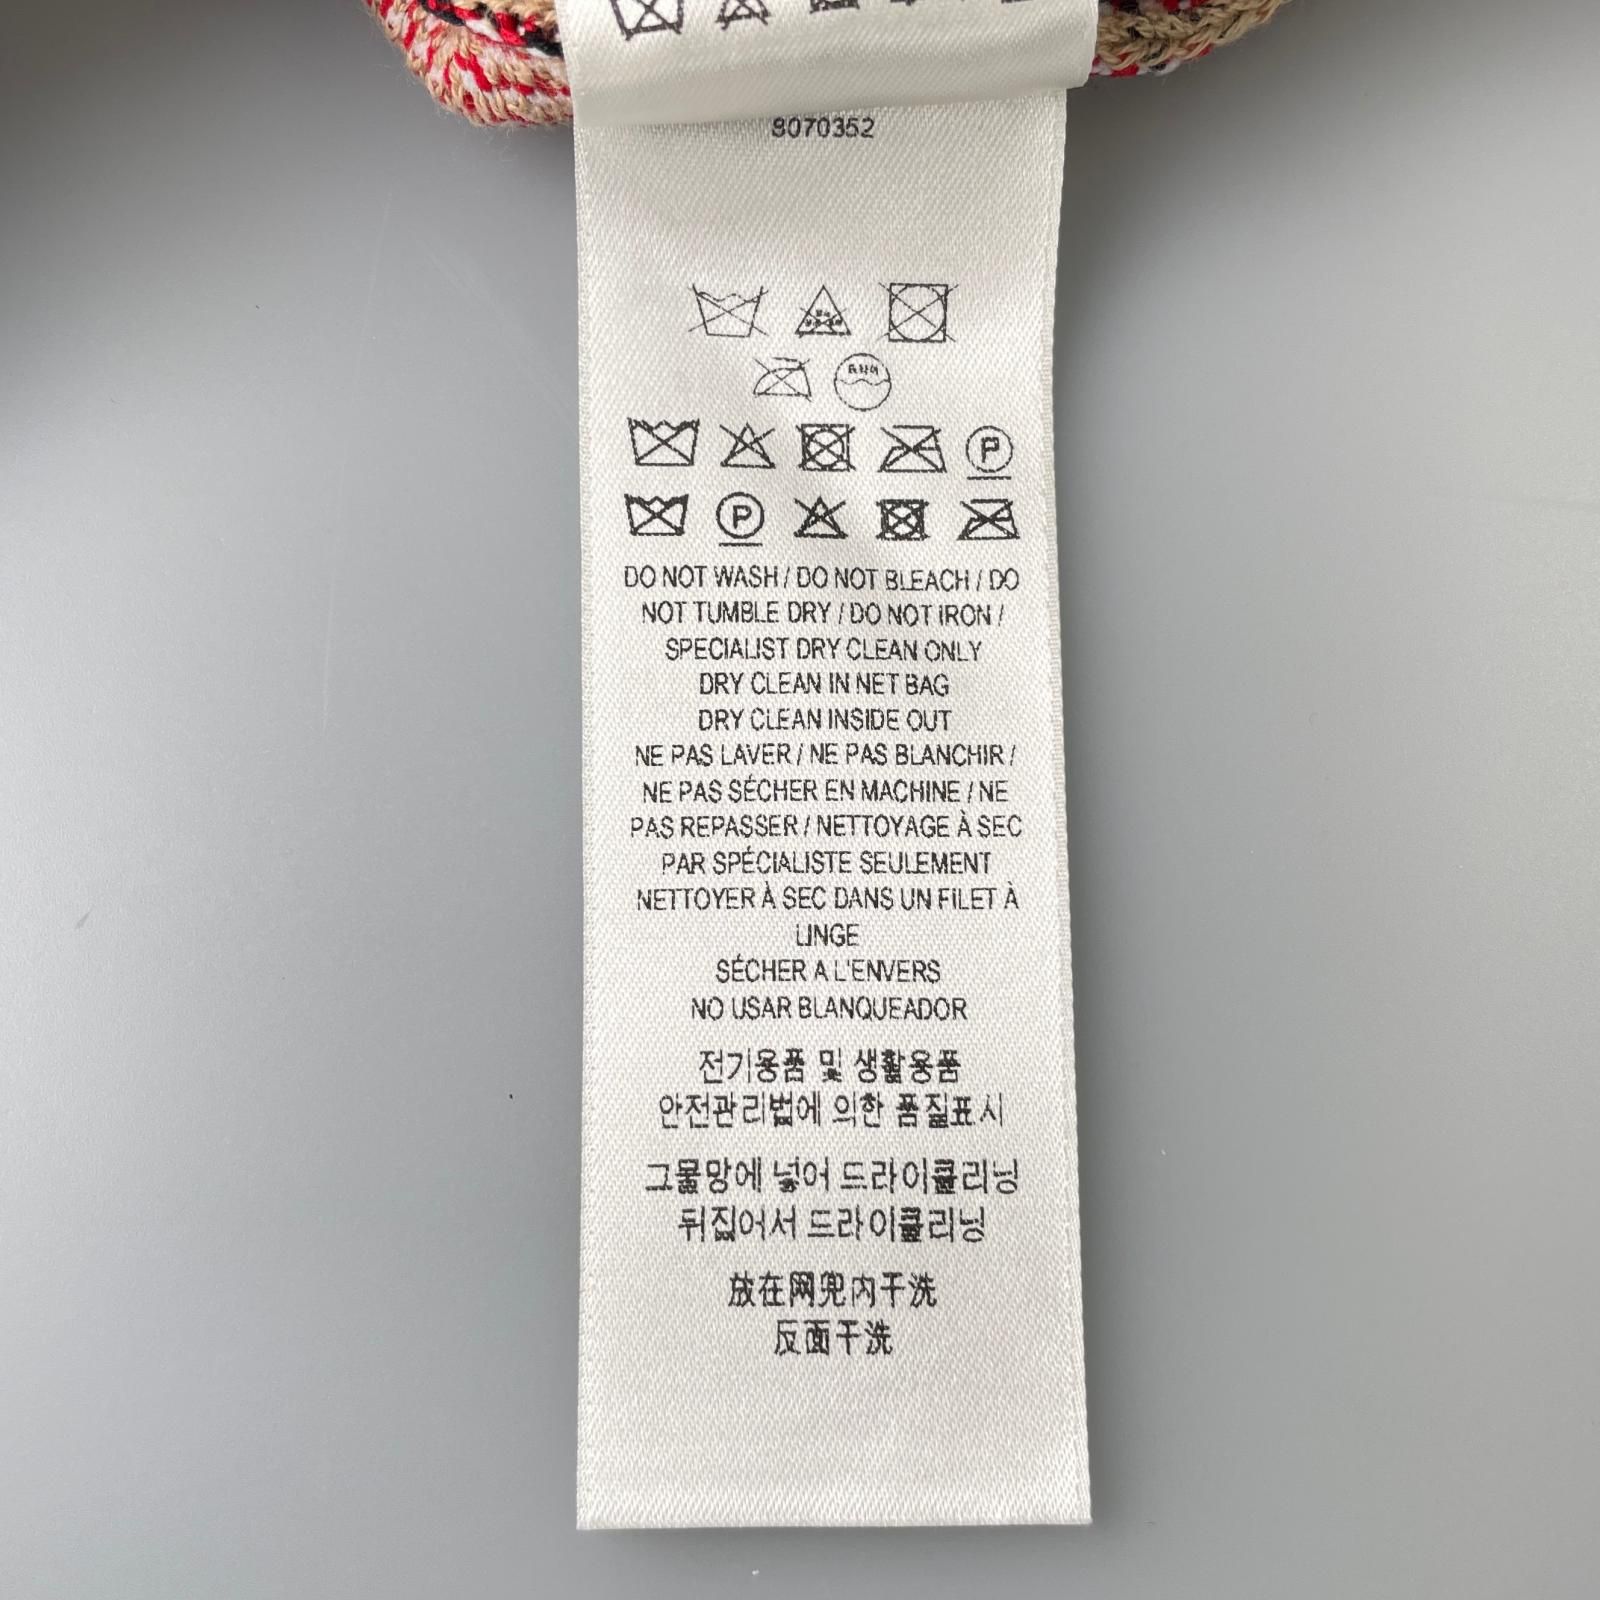 8070352
P
P
DO NOT WASH / DO NOT BLEACH / DO
NOT TUMBLE DRY / DO NOT IRON /
SPECIALIST DRY CLEAN ONLY
DRY CLEAN IN NET BAG
DRY CLEAN INSIDE OUT
NE PAS LAVER / NE PAS BLANCHIR /
NE PAS SÉCHER EN MACHINE / NE
PAS REPASSER / NETTOYAGE À SEC
PAR SPÉCIALISTE SEULEMENT
NETTOYER À SEC DANS UN FILET À
LINGE
SÉCHER A L'ENVERS
NO USAR BLANQUEADOR
전기용품 및 생활용품
안전관리법에 의한 품질표시
그물망에 넣어 드라이클리닝
뒤집어서 드라이클리닝
放在网兜内干洗
反面干洗